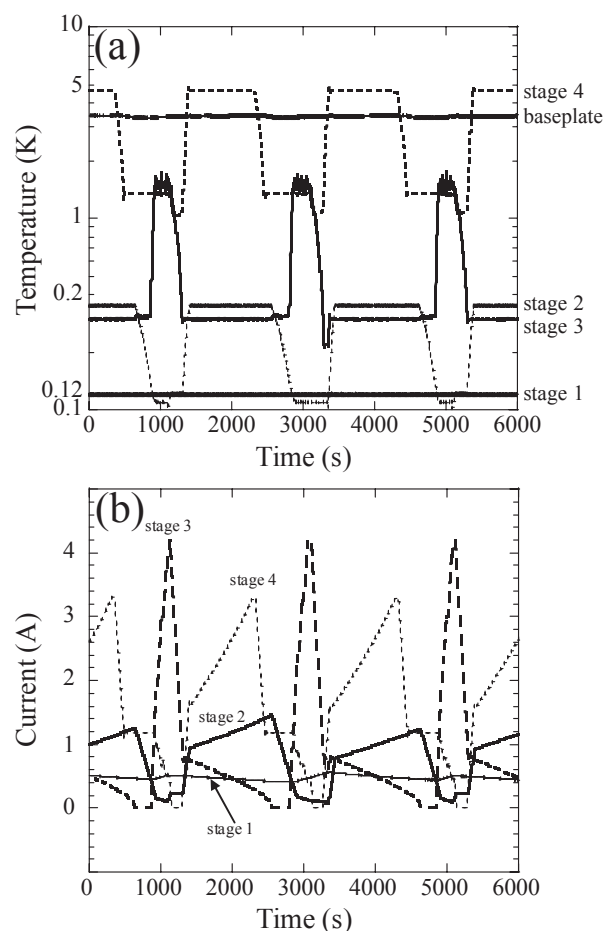 (a)
10
5
1
0.2
0.12
0.1
Temperature (K)
stage 4
baseplate
stage 2
stage 3
stage 1
0 1000 2000 3000 4000 5000 6000
Time (s)
(b)
4
3
2
1
0
Current (A)
stage 3
stage 4
stage 2
stage 1
0 1000 2000 3000 4000 5000 6000
Time (s)